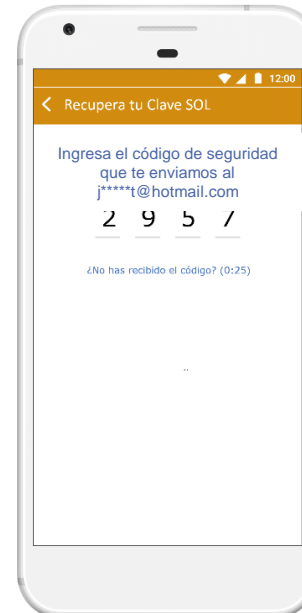 12:00
Recupera tu Clave SOL
Ingresa el código de seguridad
que te enviamos al
j*****t@hotmail.com
2 9 5 7
¿No has recibido el código? (0:25)
..